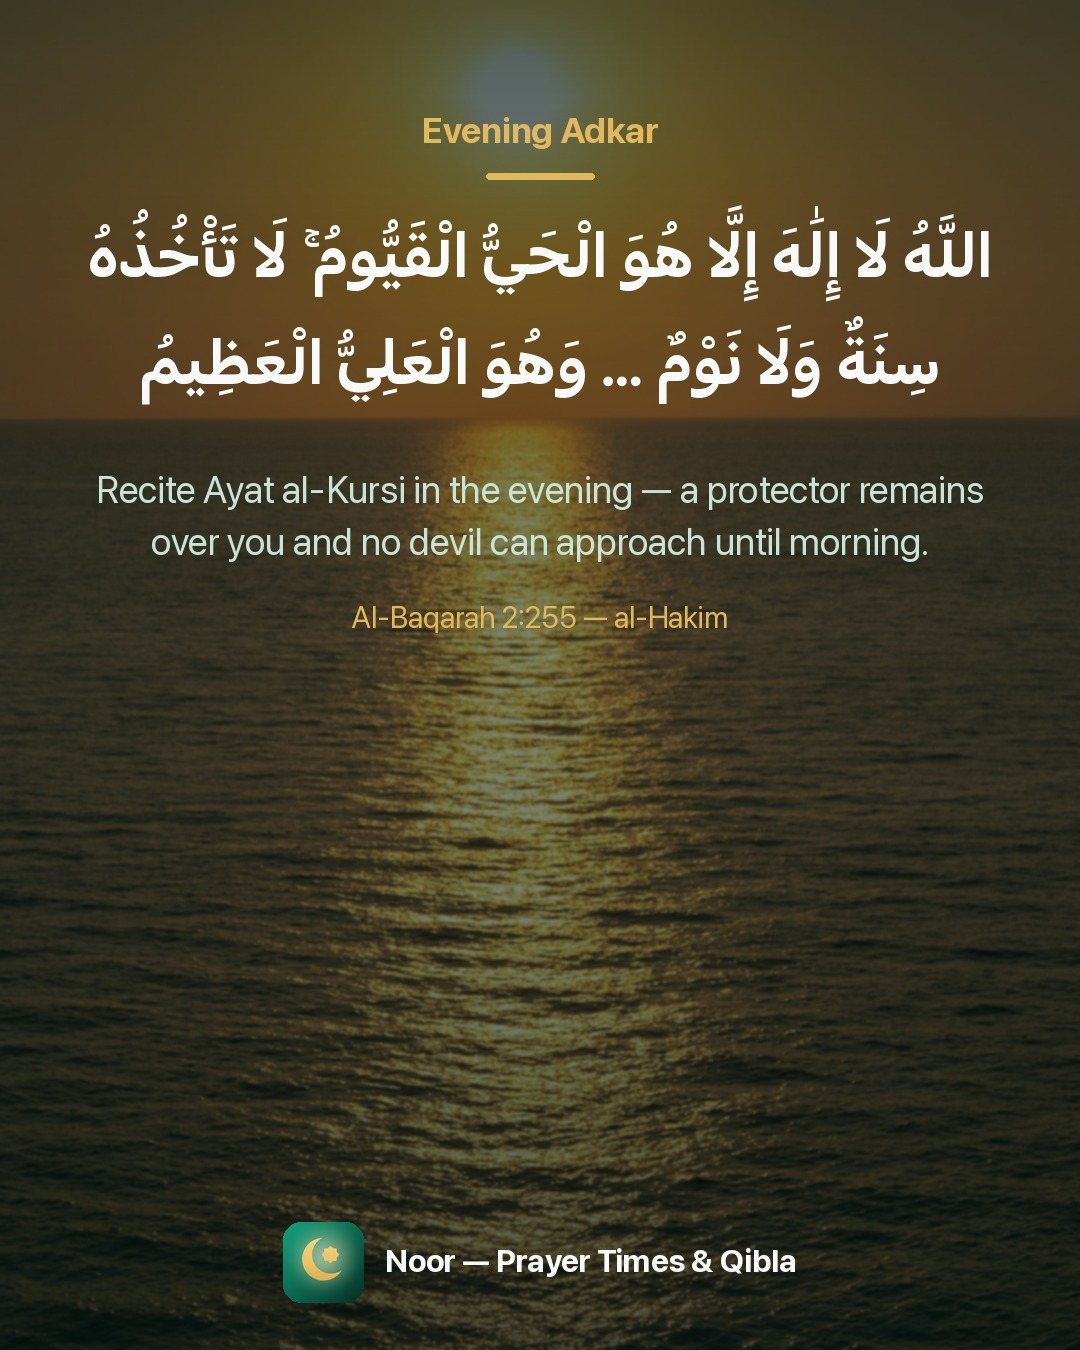 Evening Adkar
اللَّهُ لَا إِلَٰهَ إِلَّا هُوَ الْحَيُّ الْقَيُّومُ ۚ لَا تَأْخُذُهُ
سِنَةٌ وَلَا نَوْمٌ ... وَهُوَ الْعَلِيُّ الْعَظِيمُ
Recite Ayat al-Kursi in the evening — a protector remains
over you and no devil can approach until morning.
Al-Baqarah 2:255 — al-Hakim
Noor — Prayer Times & Qibla